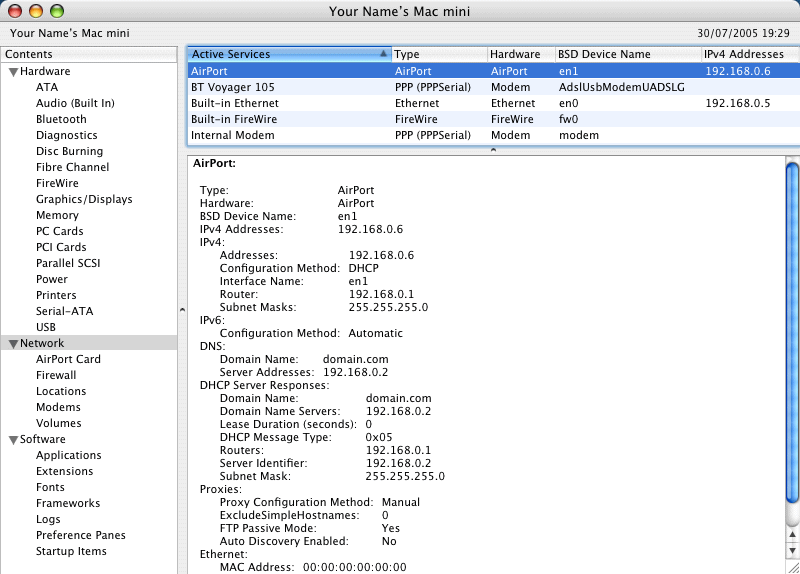 Your Name's Mac mini
Your Name's Mac mini 30/07/2005 19:29
Contents
Hardware
ATA
Audio (Built In)
Bluetooth
Diagnostics
Disc Burning
Fibre Channel
FireWire
Graphics/Displays
Memory
PC Cards
PCI Cards
Parallel SCSI
Power
Printers
Serial-ATA
USB
Network
AirPort Card
Firewall
Locations
Modems
Volumes
Software
Applications
Extensions
Fonts
Frameworks
Logs
Preference Panes
Startup Items
Active Services Type Hardware BSD Device Name IPv4 Addresses
AirPort AirPort AirPort en1 192.168.0.6
BT Voyager 105 PPP (PPPSerial) Modem AdslUsbModemUADSLG
Built-in Ethernet Ethernet Ethernet en0 192.168.0.5
Built-in FireWire FireWire FireWire fw0
Internal Modem PPP (PPPSerial) Modem modem
AirPort:
Type: AirPort
Hardware: AirPort
BSD Device Name: en1
IPv4 Addresses: 192.168.0.6
IPv4:
Addresses: 192.168.0.6
Configuration Method: DHCP
Interface Name: en1
Router: 192.168.0.1
Subnet Masks: 255.255.255.0
IPv6:
Configuration Method: Automatic
DNS:
Domain Name: domain.com
Server Addresses: 192.168.0.2
DHCP Server Responses:
Domain Name: domain.com
Domain Name Servers: 192.168.0.2
Lease Duration (seconds): 0
DHCP Message Type: 0x05
Routers: 192.168.0.1
Server Identifier: 192.168.0.2
Subnet Mask: 255.255.255.0
Proxies:
Proxy Configuration Method: Manual
ExcludeSimpleHostnames: 0
FTP Passive Mode: Yes
Auto Discovery Enabled: No
Ethernet:
MAC Address: 00:00:00:00:00:00